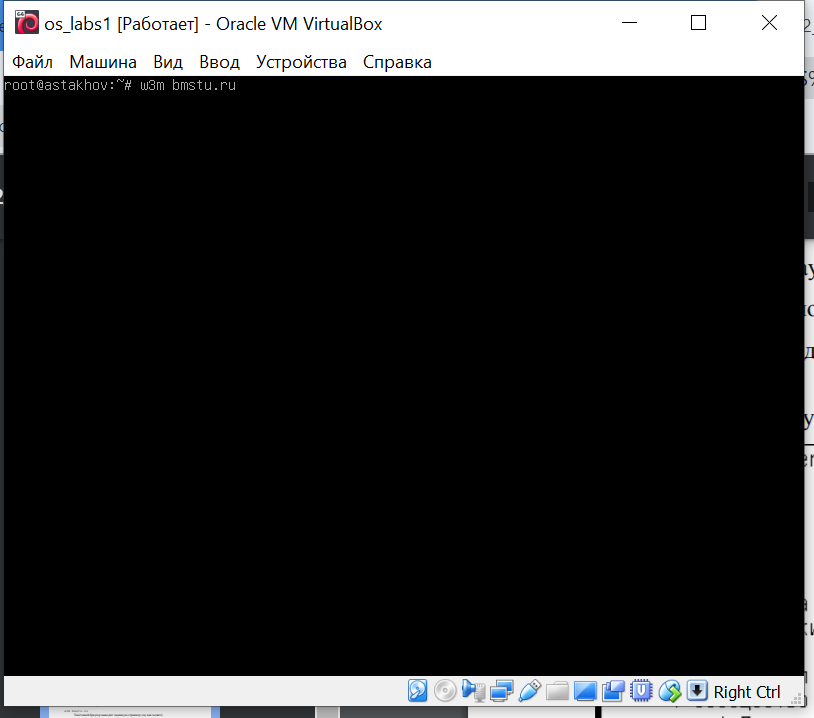 os_labs1 [Работает] - Oracle VM VirtualBox
Файл Машина Вид Ввод Устройства Справка
root@astakhov:~# w3m bmstu.ru
Right Ctrl